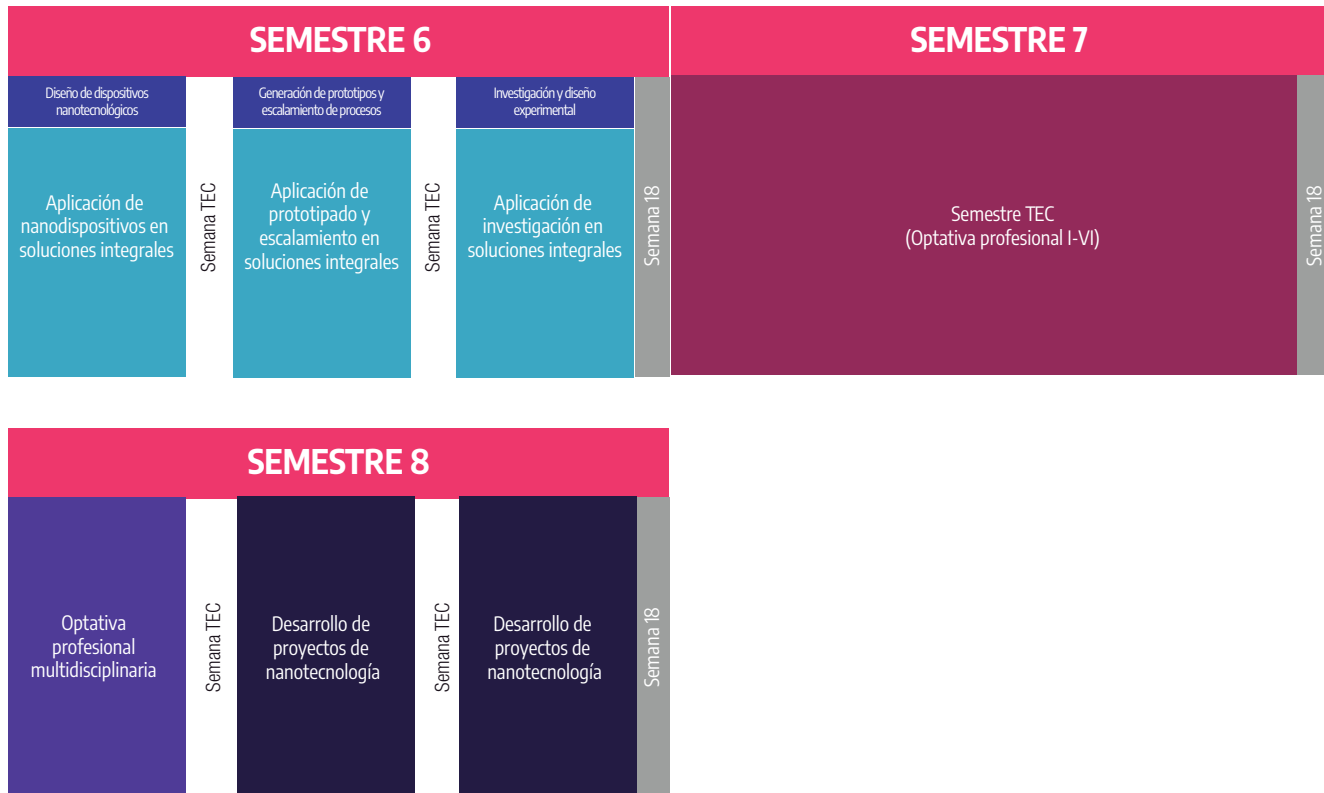 SEMESTRE 6
Diseño de dispositivos
nanotecnológicos
Aplicación de
nanodispositivos en
soluciones integrales
Semana TEC
Generación de prototipos y
escalamiento de procesos
Aplicación de
prototipado y
escalamiento en
soluciones integrales
Semana TEC
Investigación y diseño
experimental
Aplicación de
investigación en
soluciones integrales
Semana 18
SEMESTRE 7
Semestre TEC
(Optativa profesional I-VI)
Semana 18
SEMESTRE 8
Optativa
profesional
multidisciplinaria
Semana TEC
Desarrollo de
proyectos de
nanotecnología
Semana TEC
Desarrollo de
proyectos de
nanotecnología
Semana 18